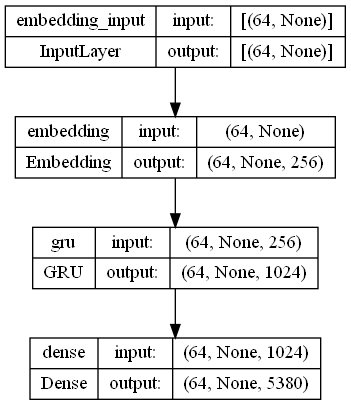 embedding_input input: [(64, None)]
InputLayer output: [(64, None)]
embedding input: (64, None)
Embedding output: (64, None, 256)
gru input: (64, None, 256)
GRU output: (64, None, 1024)
dense input: (64, None, 1024)
Dense output: (64, None, 5380)